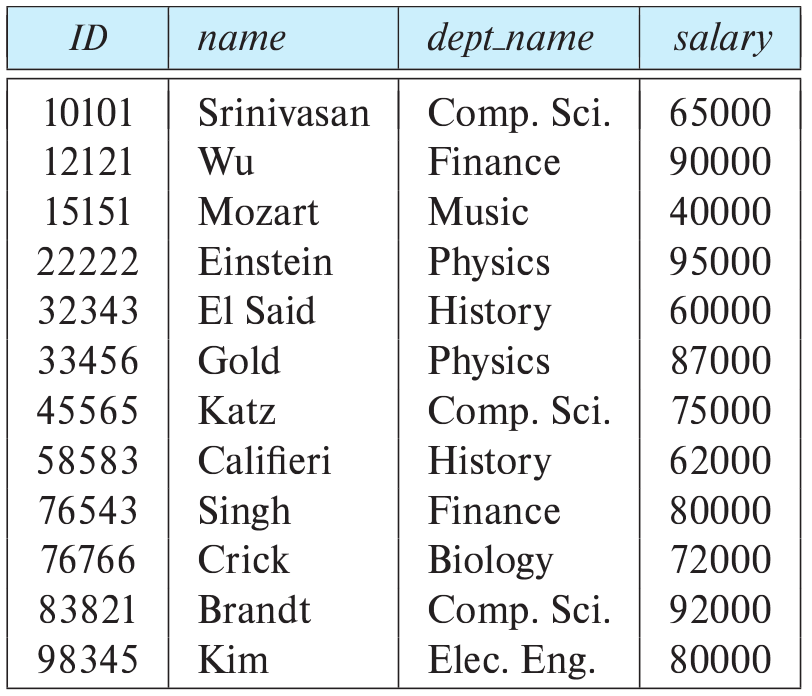 ID name dept_name salary
10101 Srinivasan Comp. Sci. 65000
12121 Wu Finance 90000
15151 Mozart Music 40000
22222 Einstein Physics 95000
32343 El Said History 60000
33456 Gold Physics 87000
45565 Katz Comp. Sci. 75000
58583 Califieri History 62000
76543 Singh Finance 80000
76766 Crick Biology 72000
83821 Brandt Comp. Sci. 92000
98345 Kim Elec. Eng. 80000